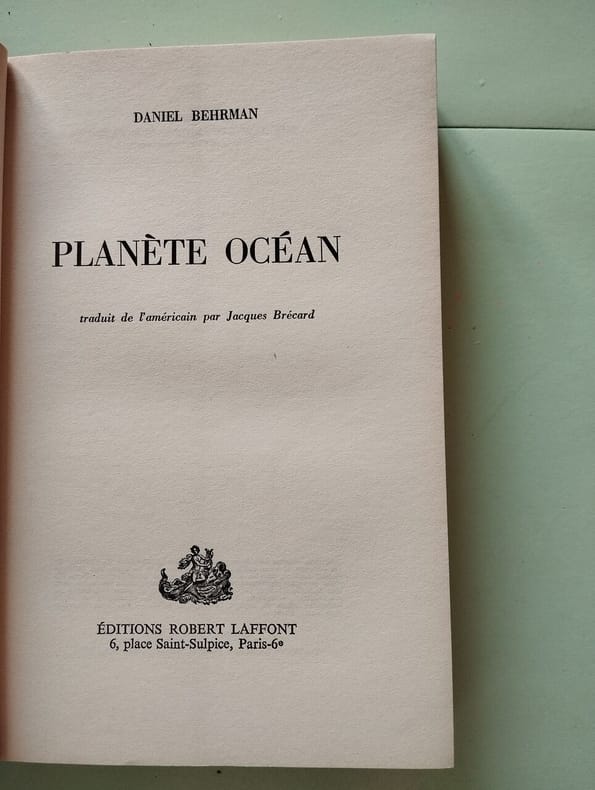 DANIEL BEHRMAN
PLANÈTE OCÉAN
traduit de l'américain par Jacques Brécard
ÉDITIONS ROBERT LAFFONT
6, place Saint-Sulpice, Paris-6e